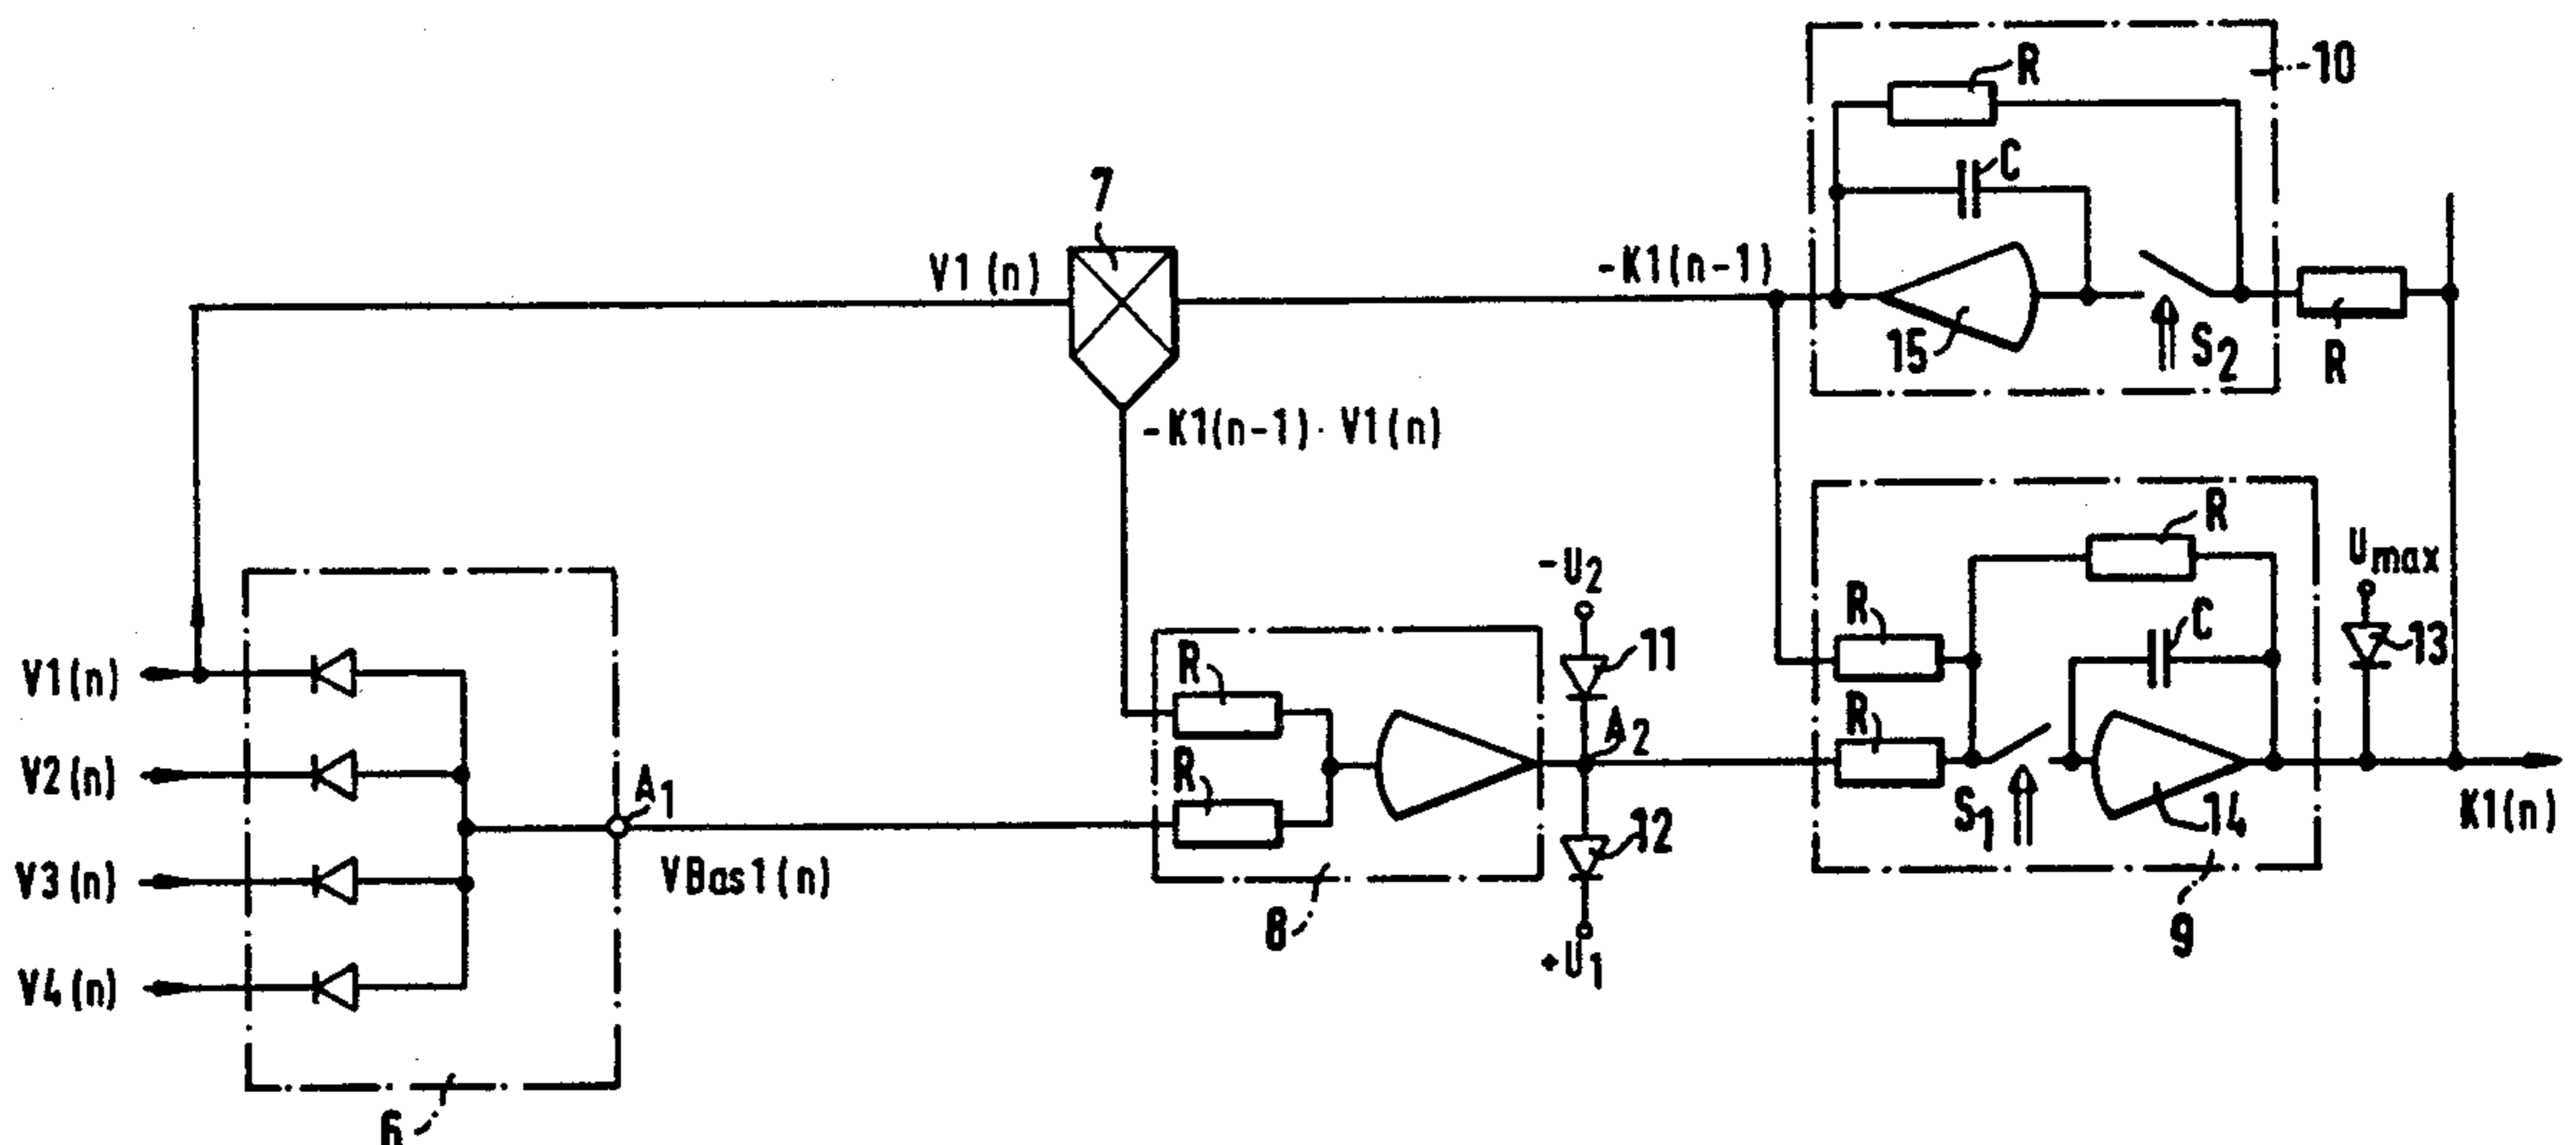 10
R
C
7
V1(n)
-K1(n-1)
15
S2
R
-K1(n-1) · V1(n)
R
Umax
-U2
R
C
13
11
R
R
A2
V1(n)
A1
R
V2(n)
S1
14
K1(n)
12
V3(n)
VBas1(n)
8
+U1
9
V4(n)
6